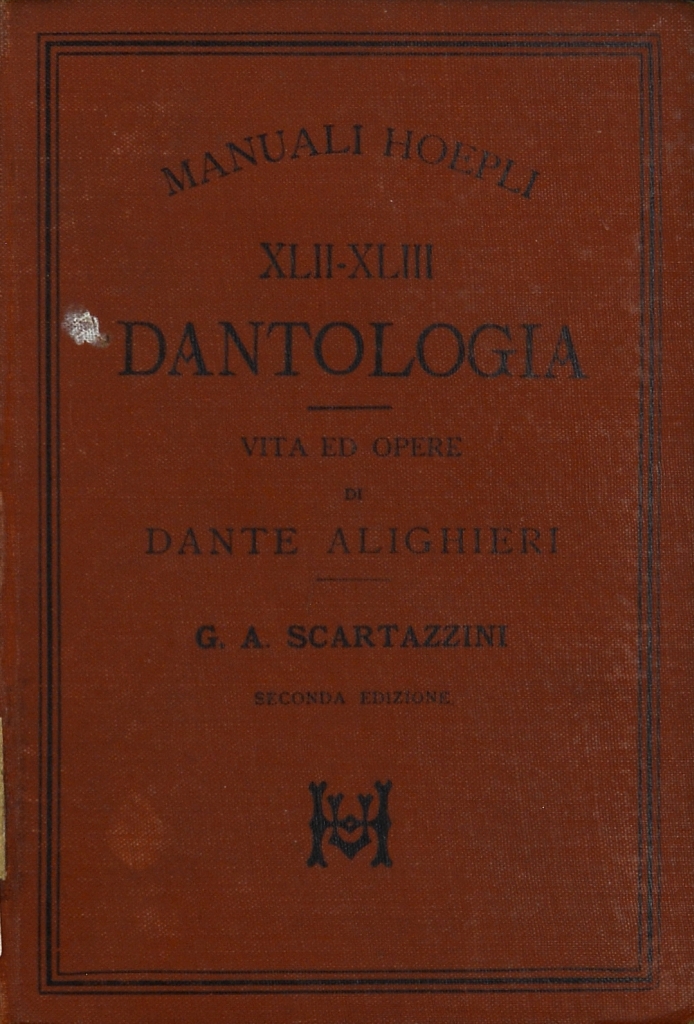 MANUALI HOEPLI
XLII-XLIII
DANTOLOGIA
VITA ED OPERE
DI
DANTE ALIGHIERI
G. A. SCARTAZZINI
SECONDA EDIZIONE